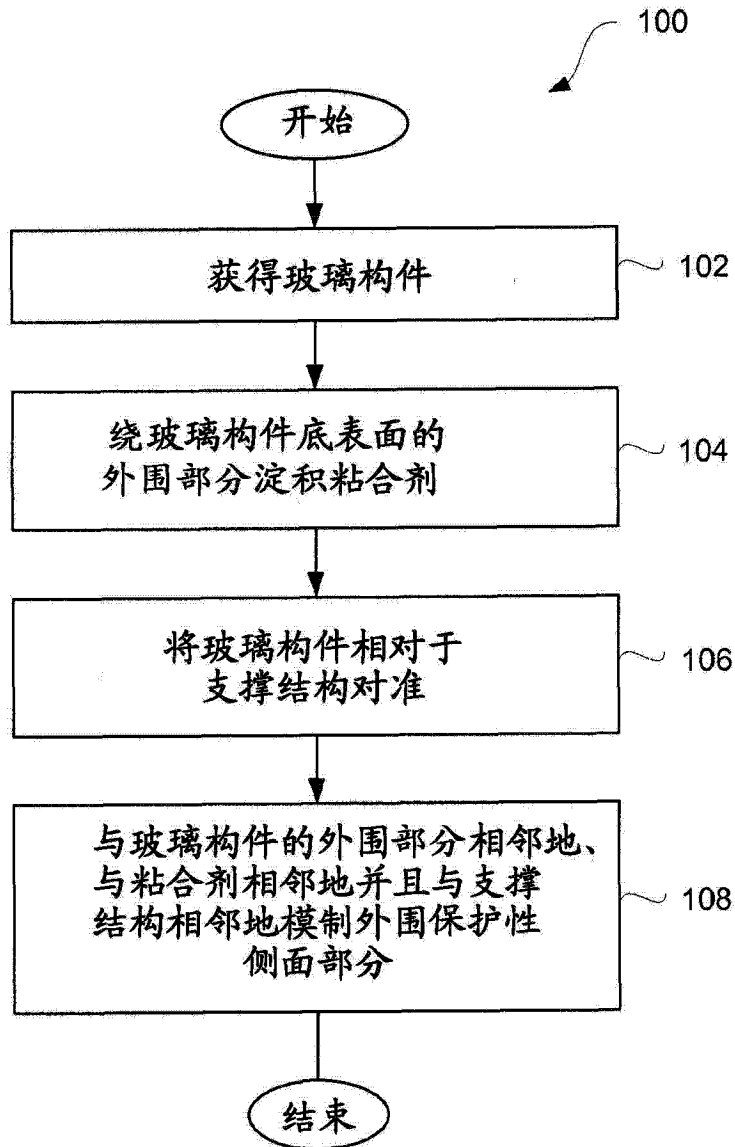 100
开始
获得玻璃构件
102
绕玻璃构件底表面的
外围部分淀积粘合剂
104
将玻璃构件相对于
支撑结构对准
106
与玻璃构件的外围部分相邻地、
与粘合剂相邻地并且与支撑
结构相邻地模制外围保护性
侧面部分
108
结束